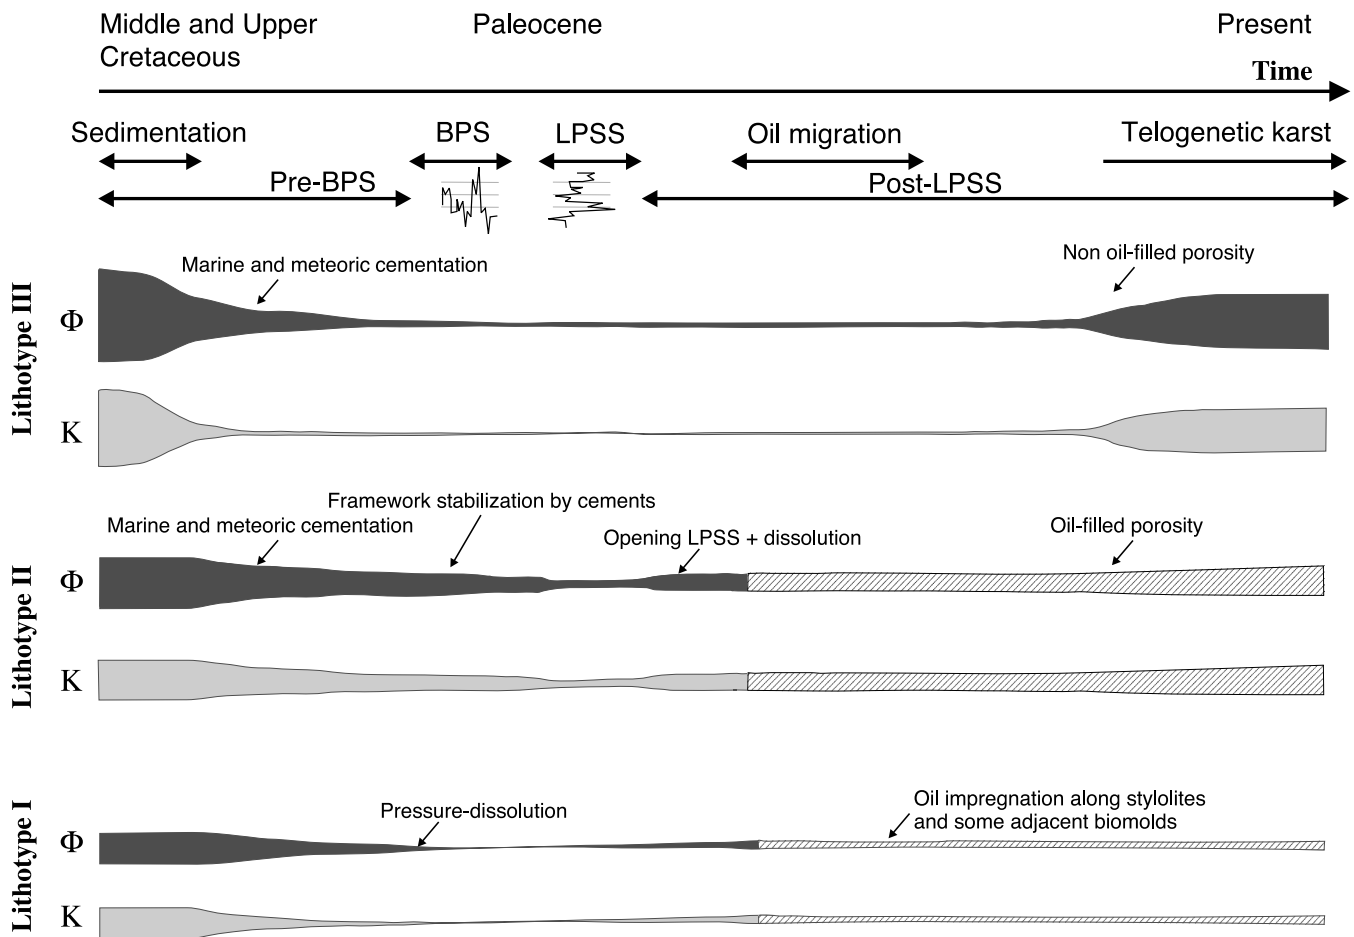 Middle and Upper
Cretaceous
Paleocene
Present
Time
Sedimentation
BPS
LPSS
Oil migration
Telogenetic karst
Pre-BPS
Post-LPSS
Lithotype III
Φ
Marine and meteoric cementation
Non oil-filled porosity
K
Lithotype II
Φ
Marine and meteoric cementation
Framework stabilization by cements
Opening LPSS + dissolution
Oil-filled porosity
K
Lithotype I
Φ
Pressure-dissolution
Oil impregnation along stylolites
and some adjacent biomolds
K